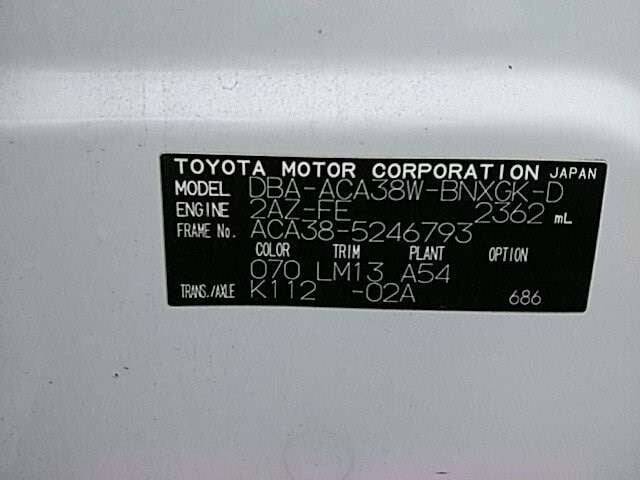 TOYOTA MOTOR CORPORATION JAPAN
MODEL DBA-ACA38W-BNXGK-D
ENGINE 2AZ-FE 2362 mL
FRAME No. ACA38-5246793
COLOR TRIM PLANT OPTION
070 LM13 A54
TRANS./AXLE K112 -02A 686